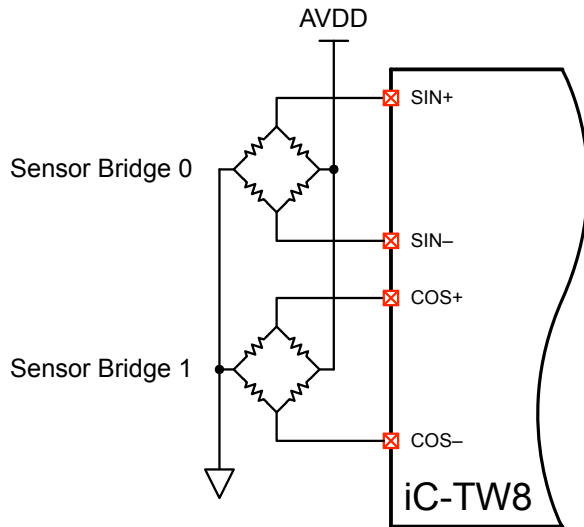 AVDD
SIN+
Sensor Bridge 0
SIN–
COS+
Sensor Bridge 1
COS–
iC-TW8